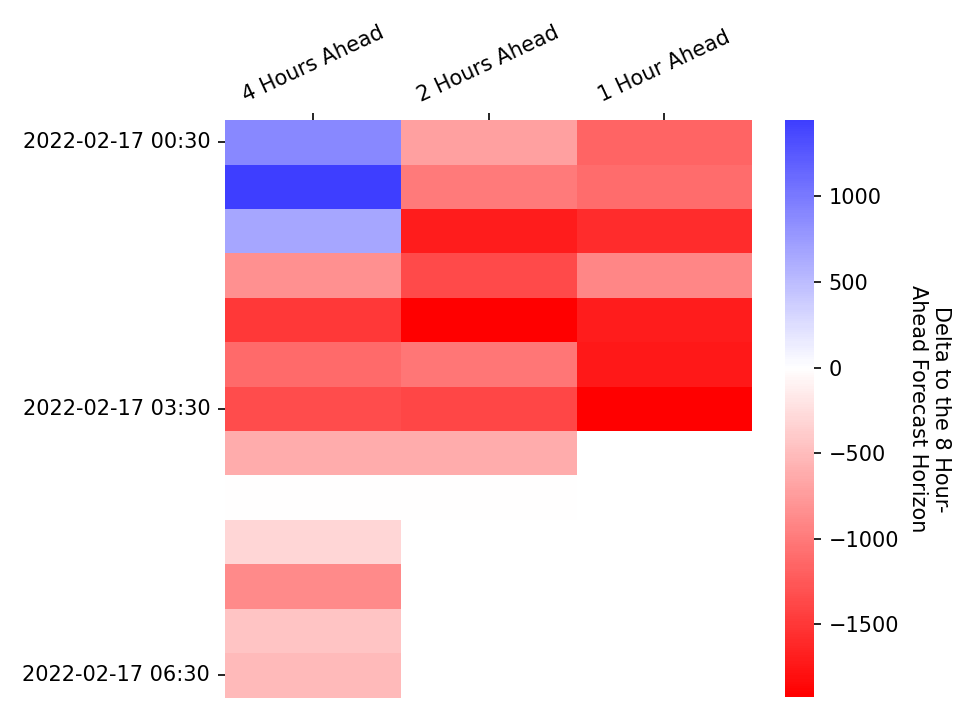 4 Hours Ahead
2 Hours Ahead
1 Hour Ahead
2022-02-17 00:30
2022-02-17 03:30
2022-02-17 06:30
1000
500
0
−500
−1000
−1500
Delta to the 8 Hour-
Ahead Forecast Horizon